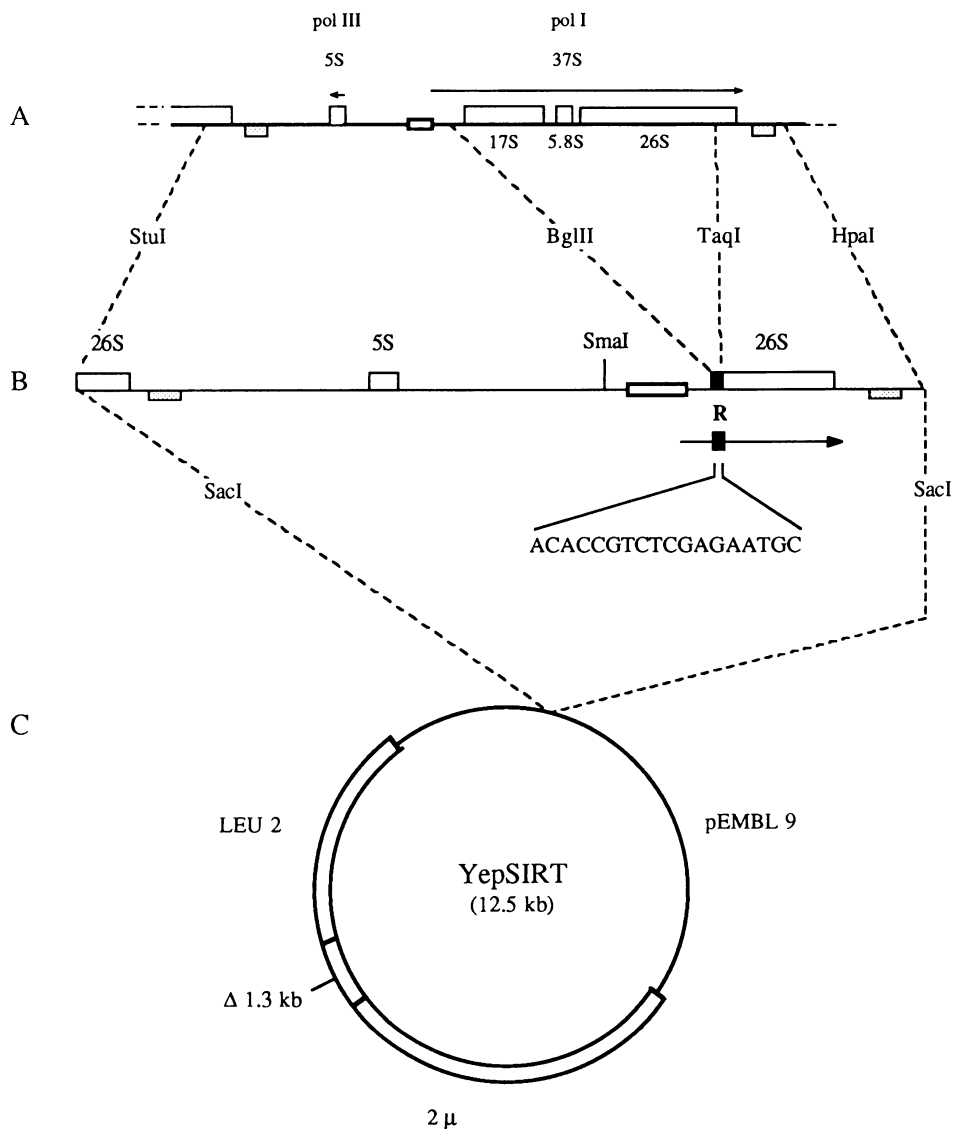 pol III pol I
5S 37S
A
17S 5.8S 26S
StuI BglII TaqI HpaI
26S 5S SmaI 26S
B
R
SacI SacI
ACACCGTCTCGAGAATGC
C
LEU 2 pEMBL 9
YepSIRT
(12.5 kb)
Δ 1.3 kb
2 μ